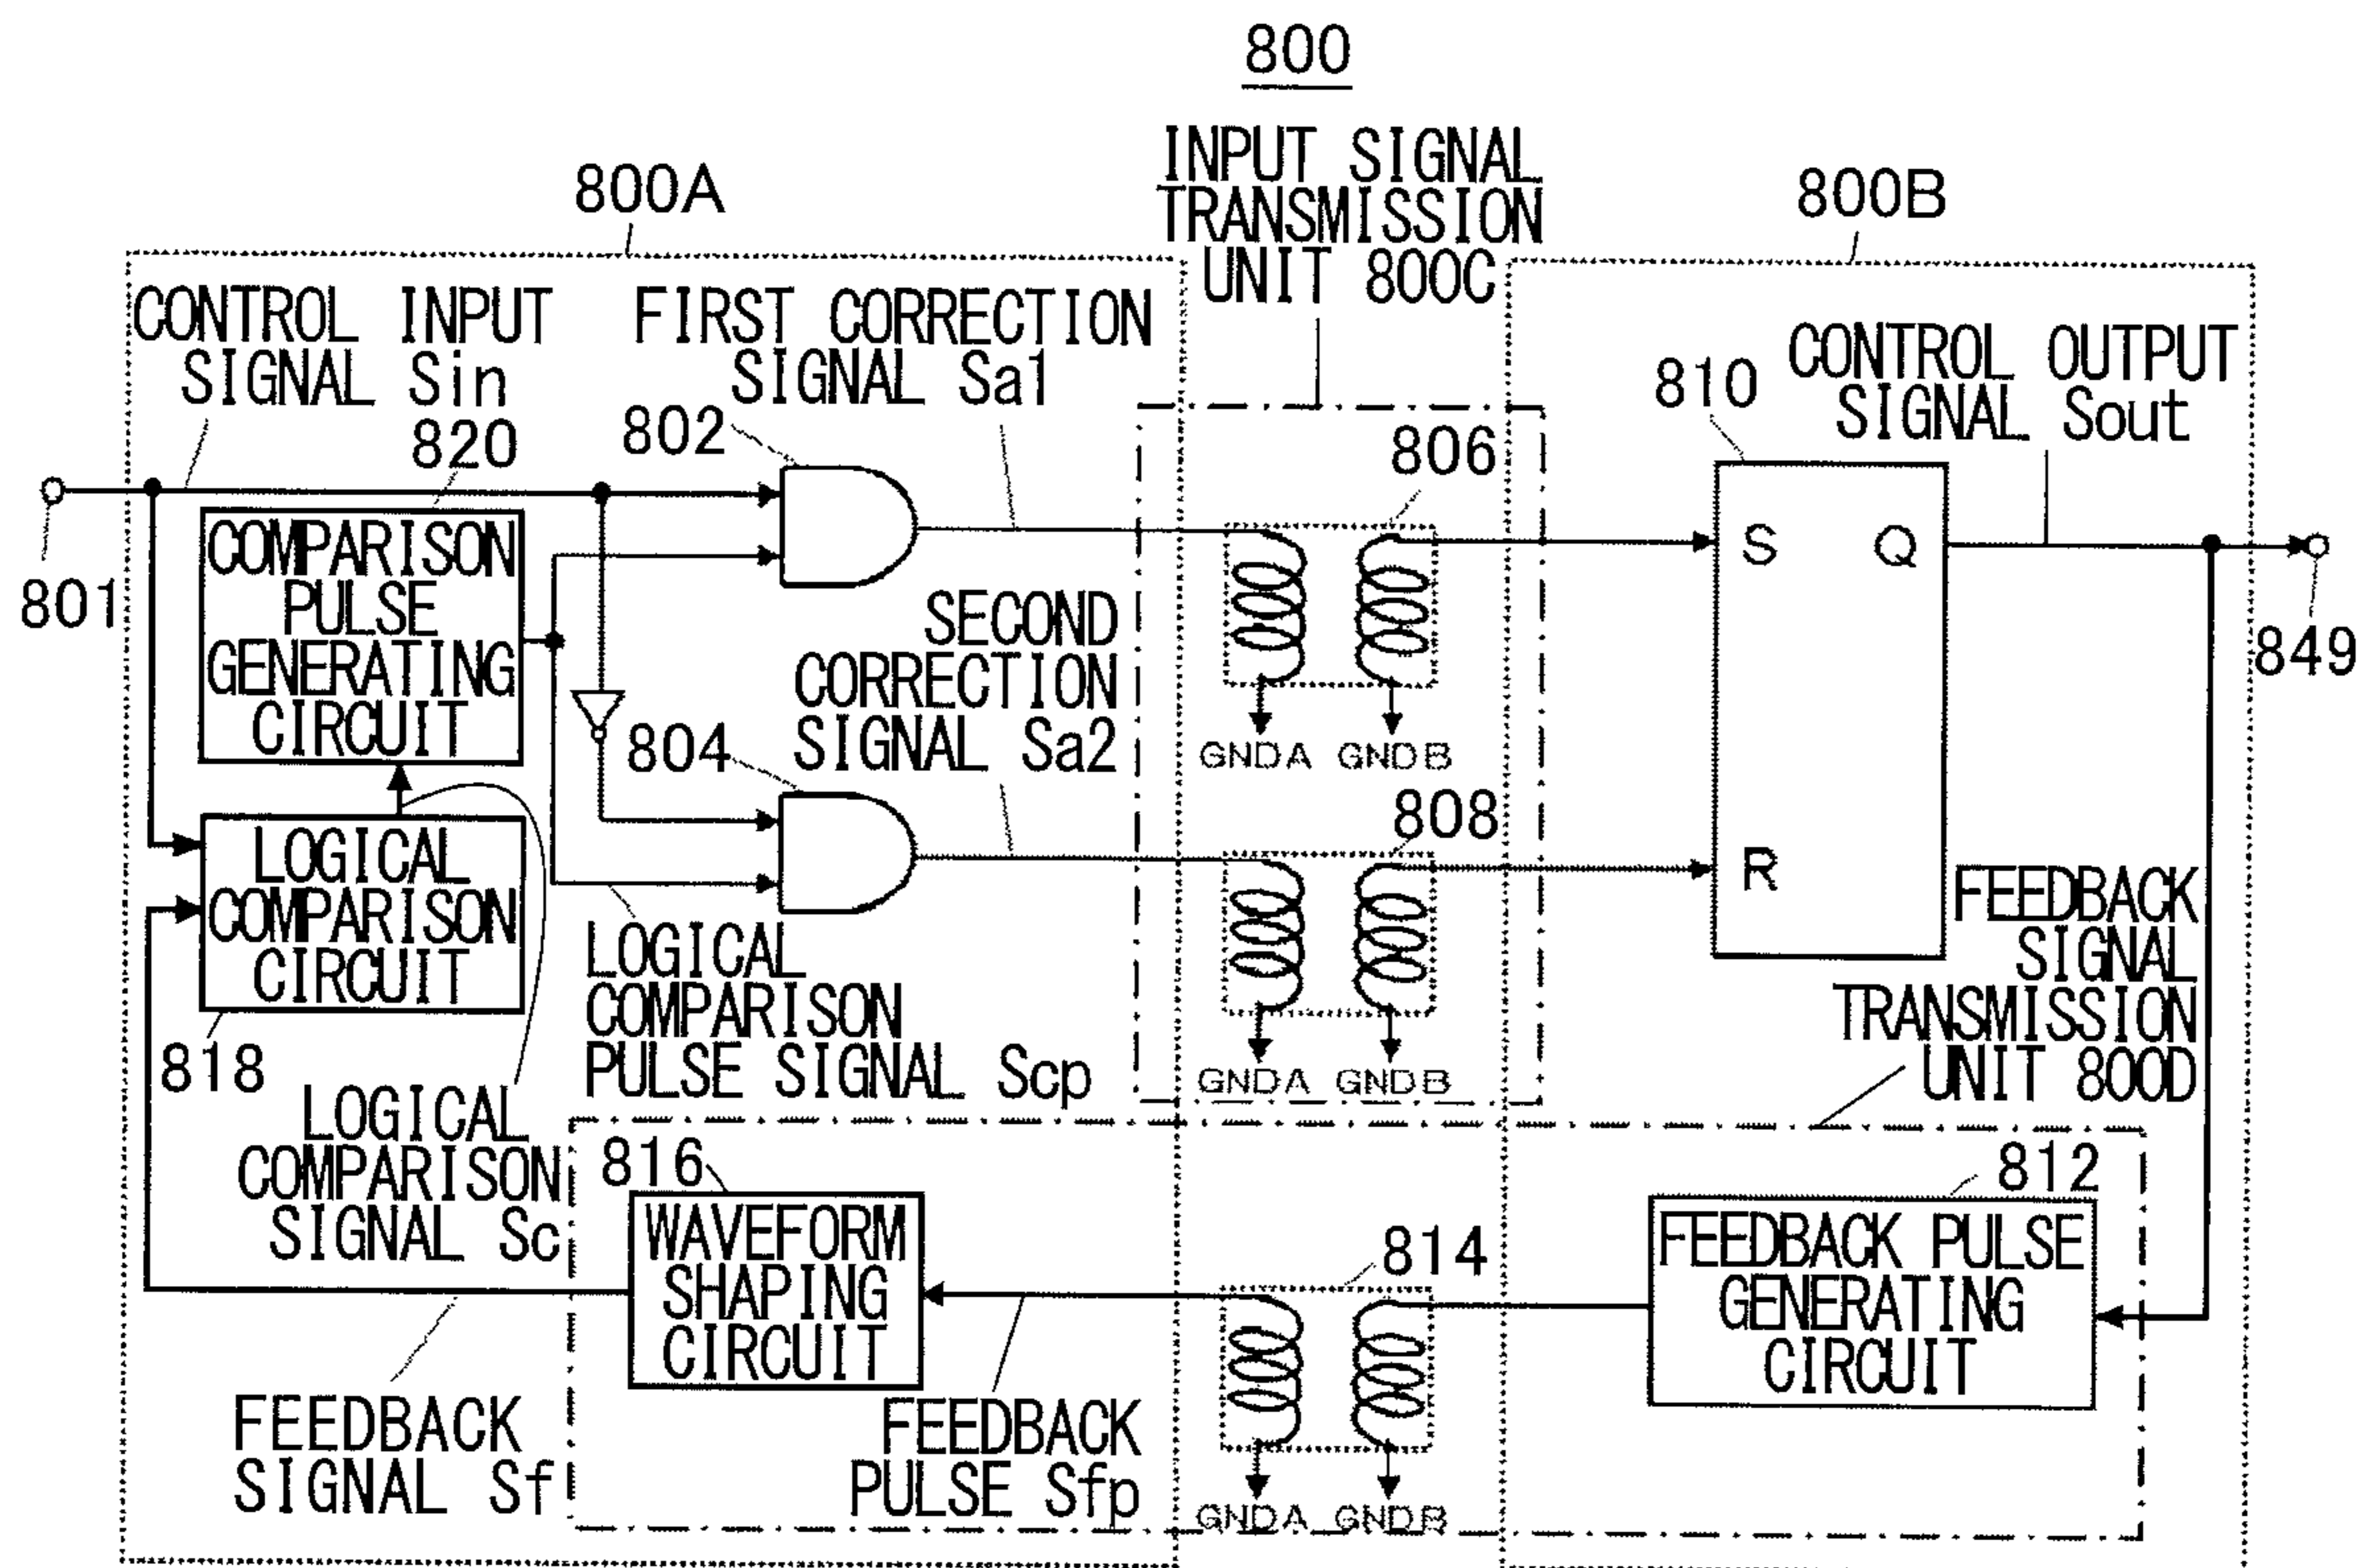 800
INPUT SIGNAL
TRANSMISSION
UNIT 800C
800A
800B
CONTROL INPUT
SIGNAL Sin
FIRST CORRECTION
SIGNAL Sa1
CONTROL OUTPUT
SIGNAL Sout
820
802
806
810
801
COMPARISON
PULSE
GENERATING
CIRCUIT
S
Q
849
SECOND
CORRECTION
SIGNAL Sa2
804
GNDA
GNDB
808
LOGICAL
COMPARISON
CIRCUIT
R
818
LOGICAL
COMPARISON
PULSE SIGNAL Scp
GNDA
GNDB
FEEDBACK
SIGNAL
TRANSMISSION
UNIT 800D
LOGICAL
COMPARISON
SIGNAL Sc
816
WAVEFORM
SHAPING
CIRCUIT
814
812
FEEDBACK PULSE
GENERATING
CIRCUIT
FEEDBACK
SIGNAL Sf
FEEDBACK
PULSE Sfp
GNDA
GNDB